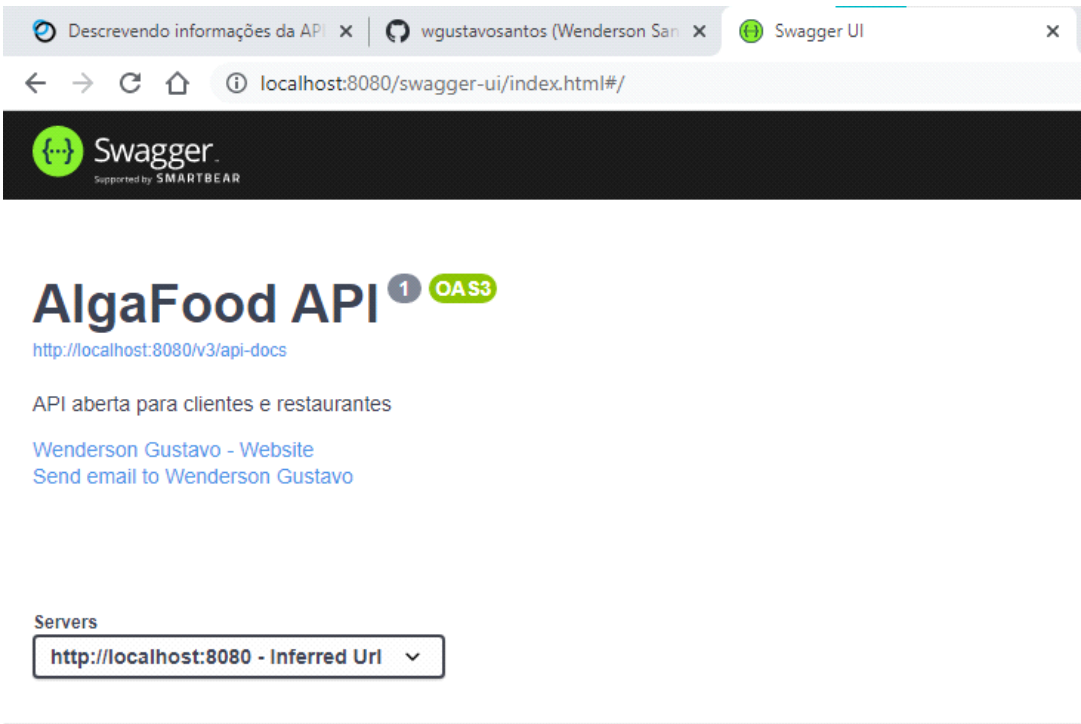 Descrevendo informações da API
wgustavosantos (Wenderson San
Swagger UI
localhost:8080/swagger-ui/index.html#/
{...} Swagger
Supported by SMARTBEAR
AlgaFood API 1 OAS3
http://localhost:8080/v3/api-docs
API aberta para clientes e restaurantes
Wenderson Gustavo - Website
Send email to Wenderson Gustavo
Servers
http://localhost:8080 - Inferred Url